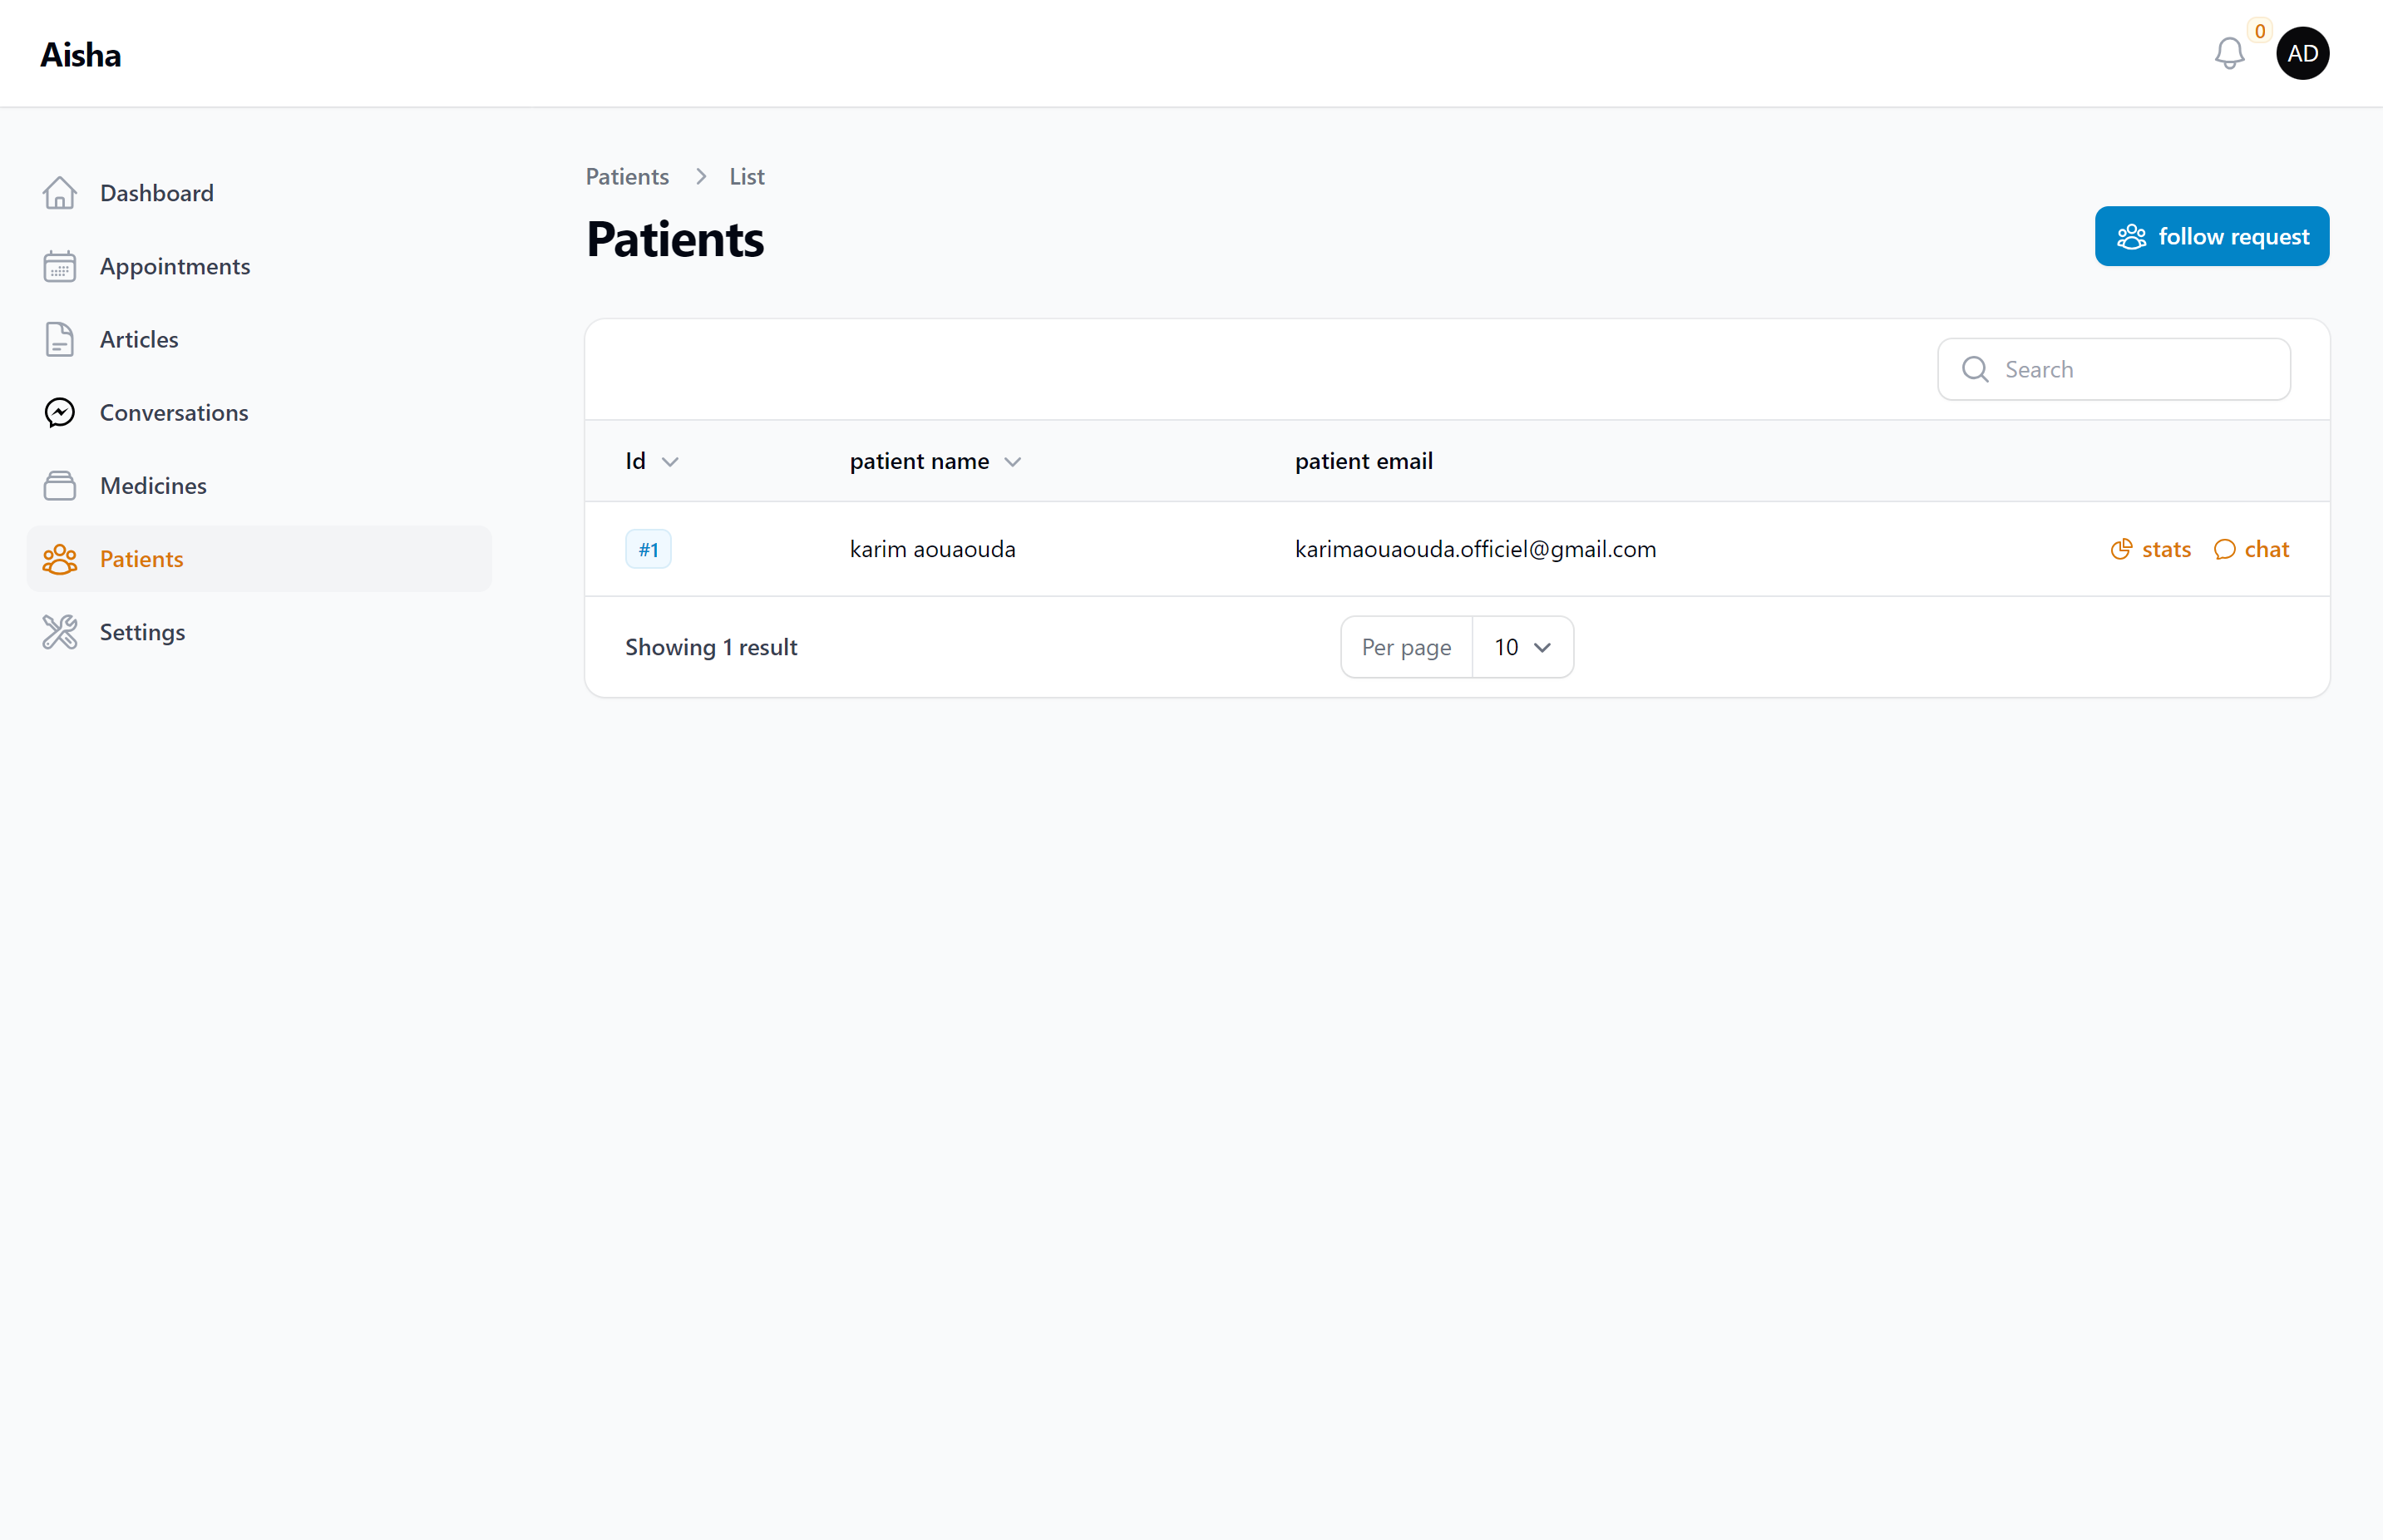 Aisha
0
AD
Dashboard
Appointments
Articles
Conversations
Medicines
Patients
Settings
Patients > List
Patients
follow request
Search
Id patient name patient email
#1 karim aouaouda karimaouaouda.officiel@gmail.com stats chat
Showing 1 result Per page 10